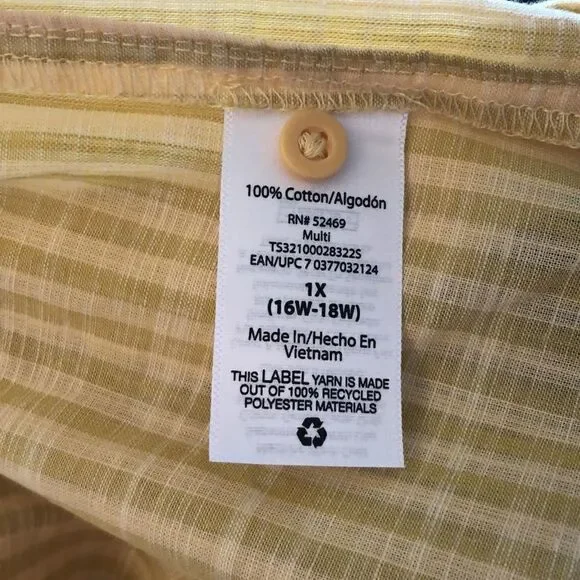 100% Cotton/Algodón
RN# 52469
Multi
TS32100028322S
EAN/UPC 7 0377032124
1X
(16W-18W)
Made In/Hecho En
Vietnam
THIS LABEL YARN IS MADE
OUT OF 100% RECYCLED
POLYESTER MATERIALS